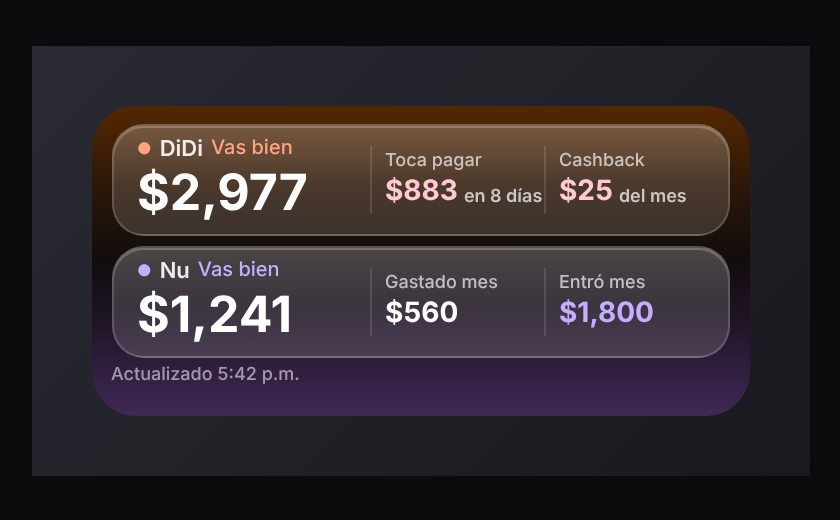 DiDi Vas bien
$2,977
Toca pagar
$883 en 8 días
Cashback
$25 del mes
Nu Vas bien
$1,241
Gastado mes
$560
Entró mes
$1,800
Actualizado 5:42 p.m.